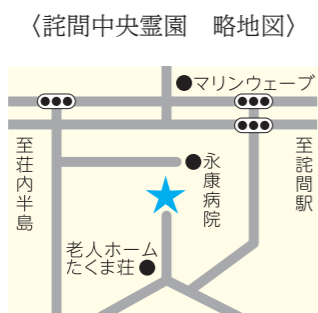 〈詫間中央霊園　略地図〉
●マリンウェーブ
至荘内半島
●永康病院
至詫間駅
老人ホーム
たくま荘●